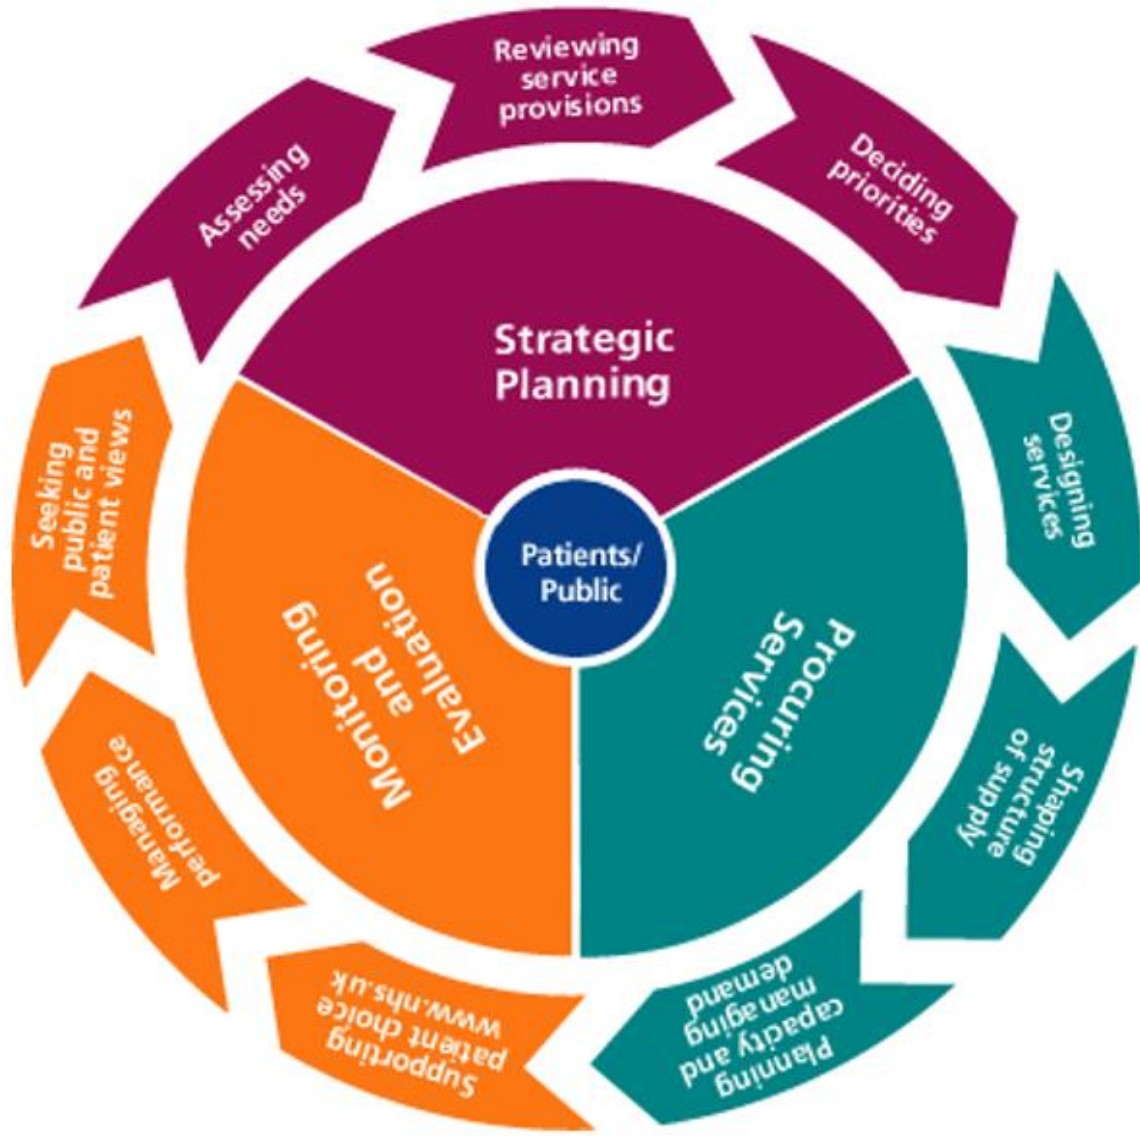 Reviewing
service
provisions
Deciding
priorities
Designing
services
Shaping
structure
of supply
Planning
capacity and
managing
demand
Supporting
patient choice
www.nhs.uk
Managing
performance
Seeking
public and
patient views
Assessing
needs
Strategic
Planning
Procuring
Services
Monitoring
and
Evaluation
Patients/
Public